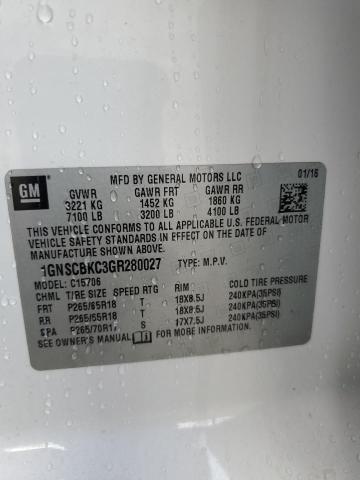 GM
MFD BY GENERAL MOTORS LLC 01/16
GVWR GAWR FRT GAWR RR
3221 KG 1452 KG 1860 KG
7100 LB 3200 LB 4100 LB
THIS VEHICLE CONFORMS TO ALL APPLICABLE U.S. FEDERAL MOTOR
VEHICLE SAFETY STANDARDS IN EFFECT ON THE DATE OF
MANUFACTURE SHOWN ABOVE.
1GNSCBKC3GR280027 TYPE: M.P.V.
MODEL: C15706
CHML TIRE SIZE SPEED RTG RIM COLD TIRE PRESSURE
FRT P265/65R18 T 18X8.5J 240KPA(35PSI)
RR P265/65R18 T 18X8.5J 240KPA(35PSI)
SPA P265/70R17 17X7.5J 240KPA(35PSI)
SEE OWNER'S MANUAL FOR MORE INFORMATION.